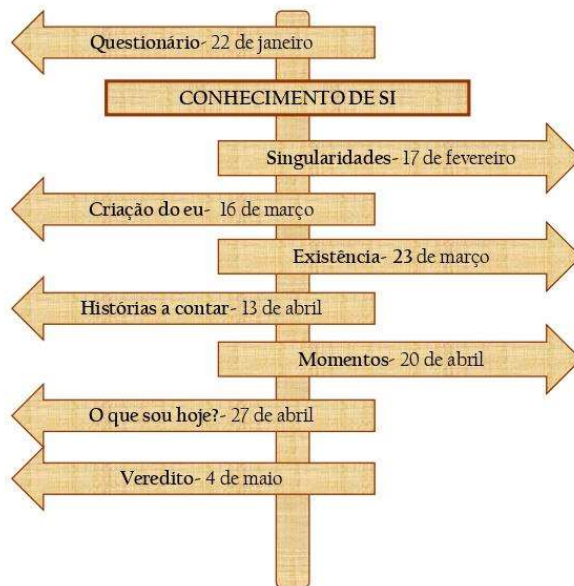 Questionário- 22 de janeiro
CONHECIMENTO DE SI
Singularidades- 17 de fevereiro
Criação do eu- 16 de março
Existência- 23 de março
Histórias a contar- 13 de abril
Momentos- 20 de abril
O que sou hoje?- 27 de abril
Veredito- 4 de maio